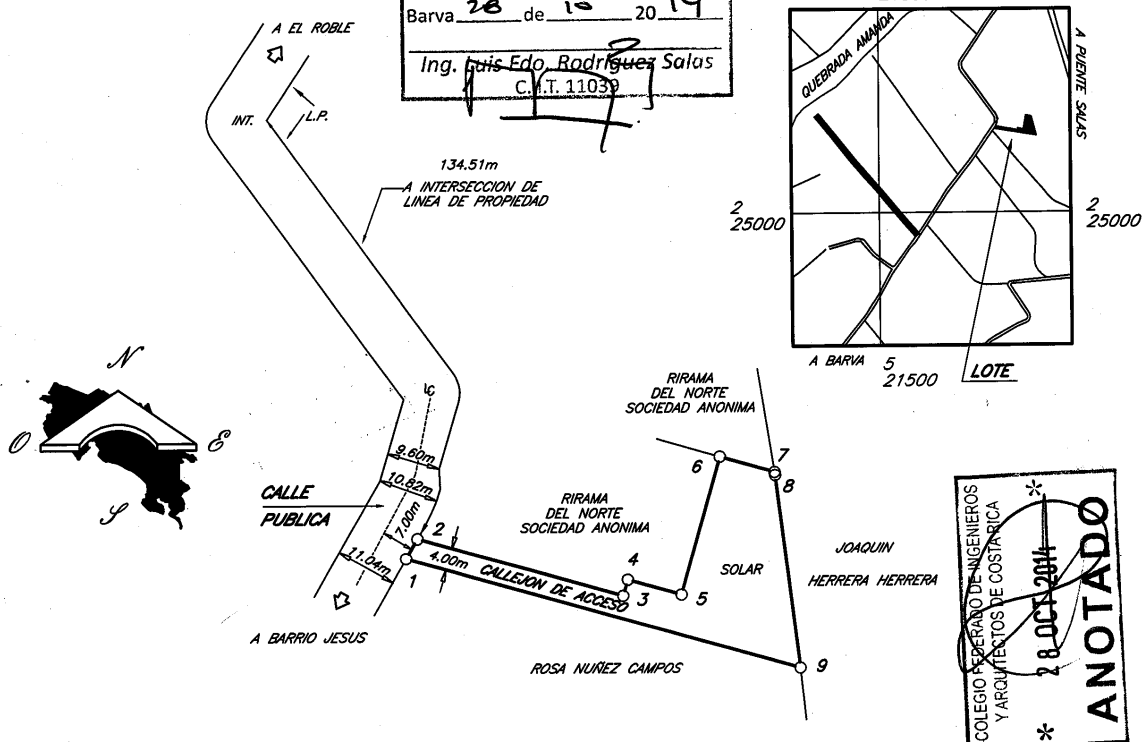 Barva 28 de 10 2014
Ing. Luis Edo. Rodríguez Salas
C.I.T. 11039
A EL ROBLE
INT.
L.P.
134.51m
A INTERSECCION DE
LINEA DE PROPIEDAD
QUEBRADA AMANDA
A PUENTE SALAS
2
25000
2
25000
A BARVA
5
21500
LOTE
N
O
E
S
LC
9.60m
10.82m
7.00m
11.04m
CALLE
PUBLICA
A BARRIO JESUS
RIRAMA
DEL NORTE
SOCIEDAD ANONIMA
RIRAMA
DEL NORTE
SOCIEDAD ANONIMA
1
2
3
4
5
6
7
8
9
4.00m
CALLEJON DE ACCESO
SOLAR
JOAQUIN
HERRERA HERRERA
ROSA NUÑEZ CAMPOS
COLEGIO FEDERADO DE INGENIEROS
Y ARQUITECTOS DE COSTA RICA
* 28 OCT 2014 *
ANOTADO